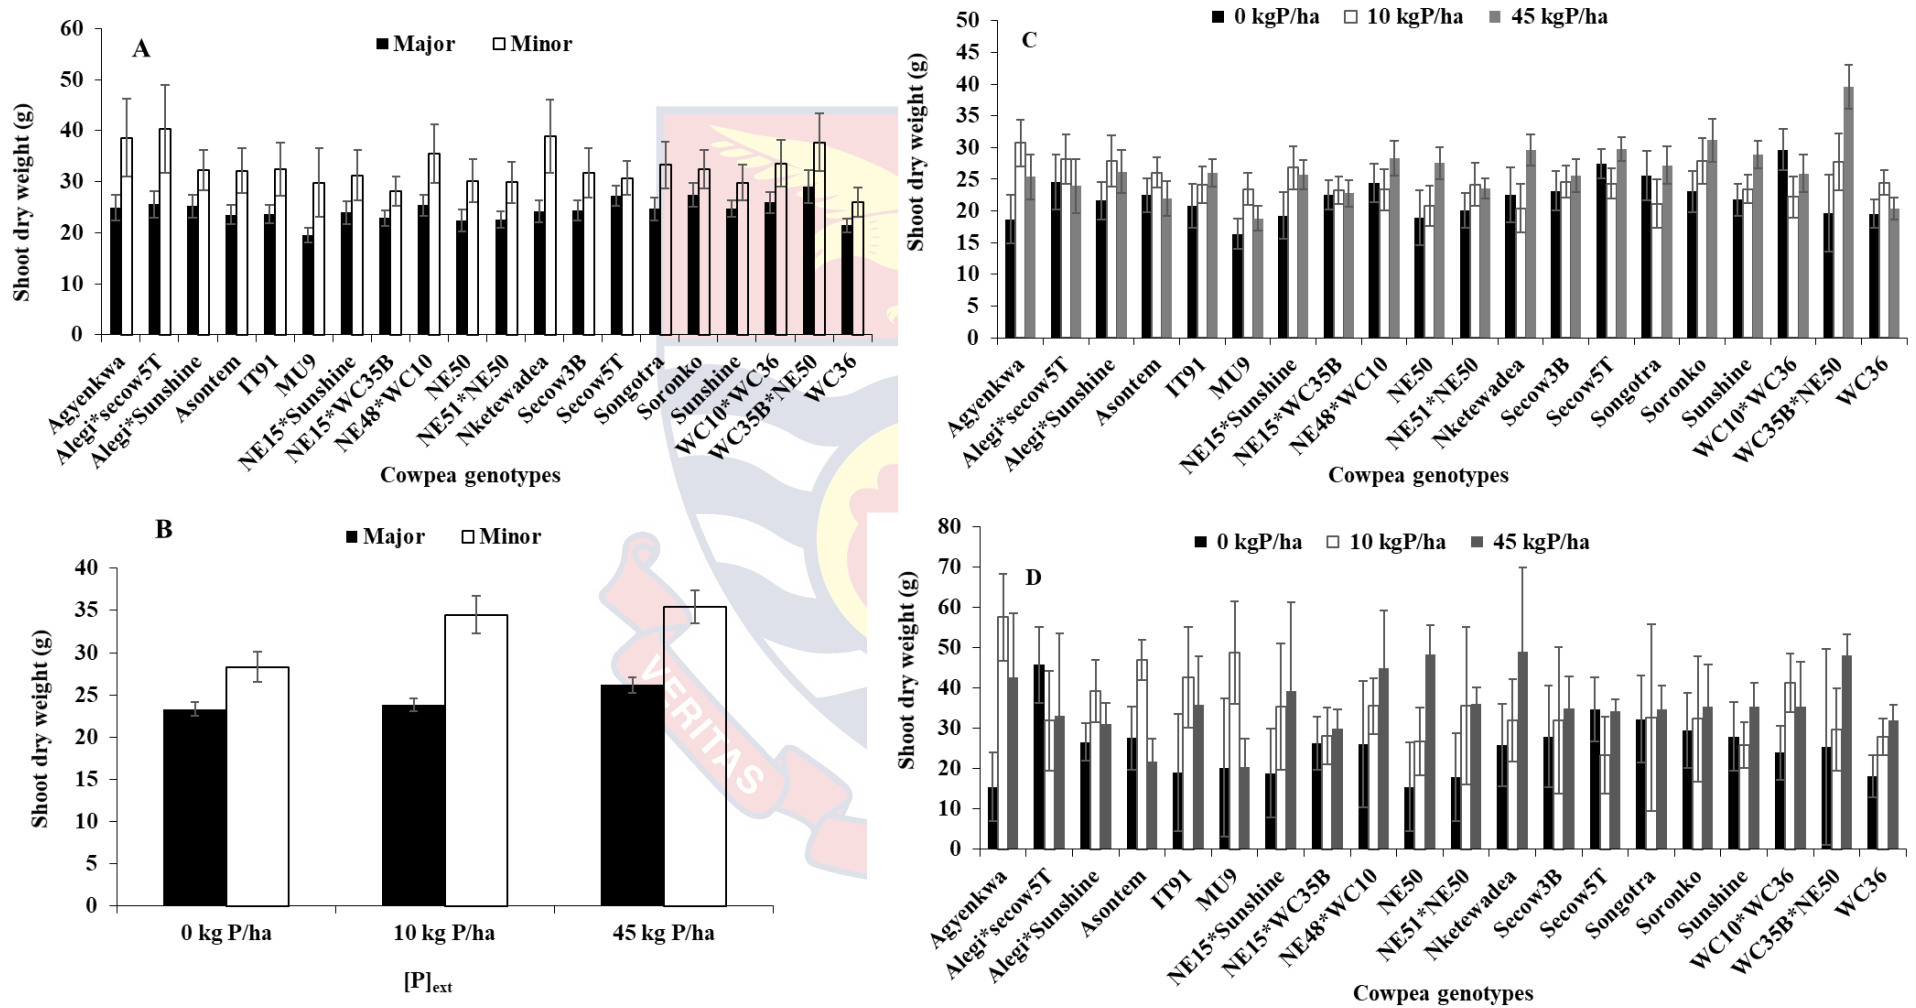 A
Major Minor
Shoot dry weight (g)
60
50
40
30
20
10
0
Agyenkwa
Alegi*secow5T
Alegi*Sunshine
Asontem
IT91
MU9
NE15*Sunshine
NE15*WC35B
NE48*WC10
NE50
NE51*NE50
Nketewadea
Secow3B
Secow5T
Songotra
Soronko
Sunshine
WC10*WC36
WC35B*NE50
WC36
Cowpea genotypes
B
Major Minor
Shoot dry weight (g)
40
35
30
25
20
15
10
5
0
0 kg P/ha 10 kg P/ha 45 kg P/ha
[P]ext
VERITAS
0 kgP/ha 10 kgP/ha 45 kgP/ha
C
Shoot dry weight (g)
50
45
40
35
30
25
20
15
10
5
0
Agyenkwa
Alegi*secow5T
Alegi*Sunshine
Asontem
IT91
MU9
NE15*Sunshine
NE15*WC35B
NE48*WC10
NE50
NE51*NE50
Nketewadea
Secow3B
Secow5T
Songotra
Soronko
Sunshine
WC10*WC36
WC35B*NE50
WC36
Cowpea genotypes
0 kgP/ha 10 kgP/ha 45 kgP/ha
D
Shoot dry weight (g)
80
70
60
50
40
30
20
10
0
Agyenkwa
Alegi*secow5T
Alegi*Sunshine
Asontem
IT91
MU9
NE15*Sunshine
NE15*WC35B
NE48*WC10
NE50
NE51*NE50
Nketewadea
Secow3B
Secow5T
Songotra
Soronko
Sunshine
WC10*WC36
WC35B*NE50
WC36
Cowpea genotypes